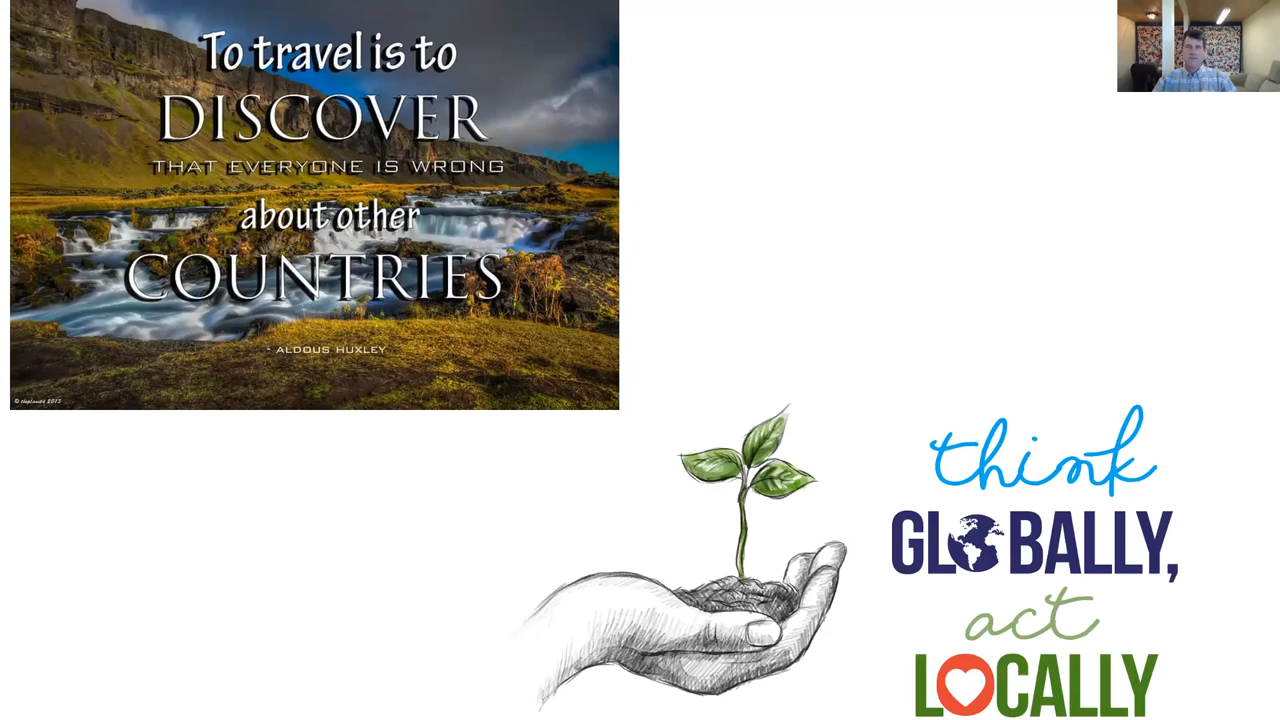 To travel is to
DISCOVER
THAT EVERYONE IS WRONG
about other
COUNTRIES
- ALDOUS HUXLEY
think
GLOBALLY,
act
LOCALLY